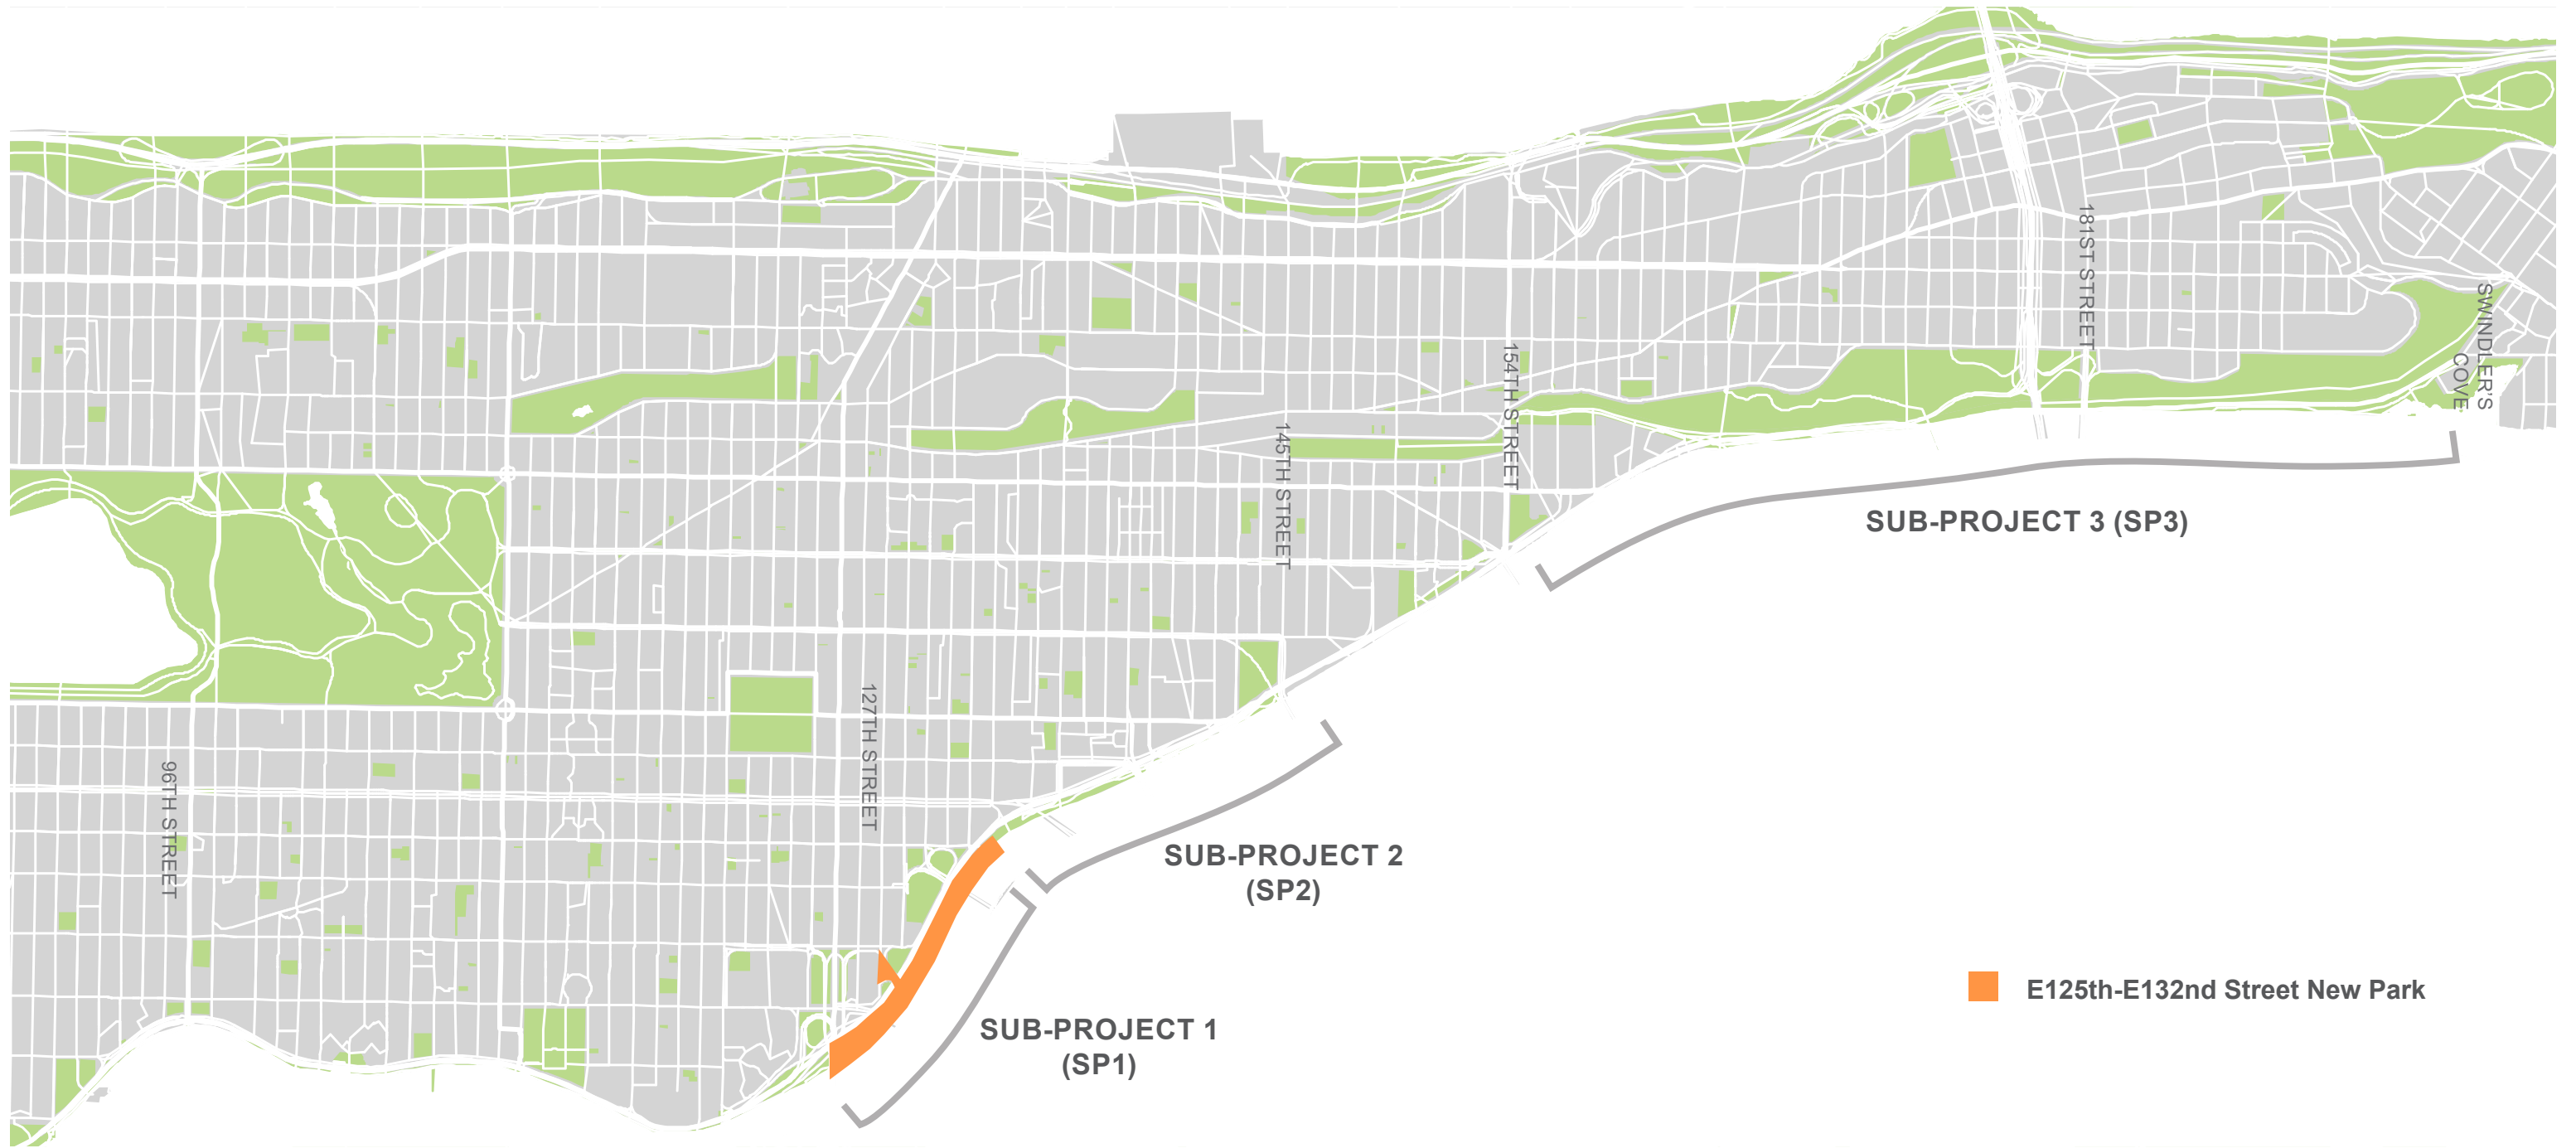 181ST STREET
SWINDLER'S
COVE
154TH STREET
145TH STREET
SUB-PROJECT 3 (SP3)
127TH STREET
96TH STREET
SUB-PROJECT 2
(SP2)
E125th-E132nd Street New Park
SUB-PROJECT 1
(SP1)